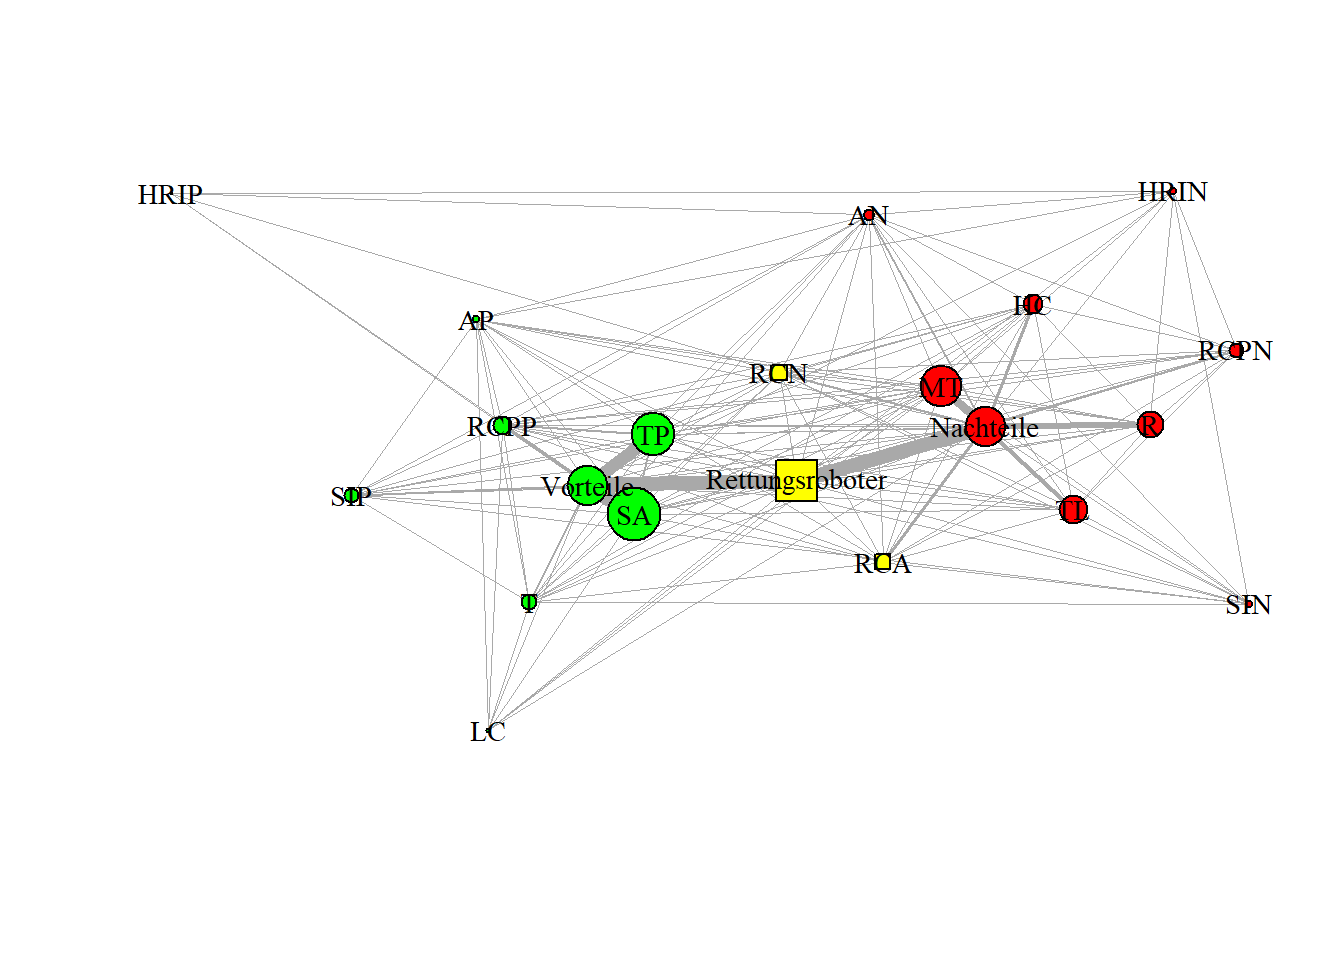 HRIP
HRIN
AN
HC
AP
RCPN
RCN
MT
RCPP
TP
Nachteile
R
Rettungsroboter
Vorteile
SIP
SA
TL
RCA
T
SIN
LC